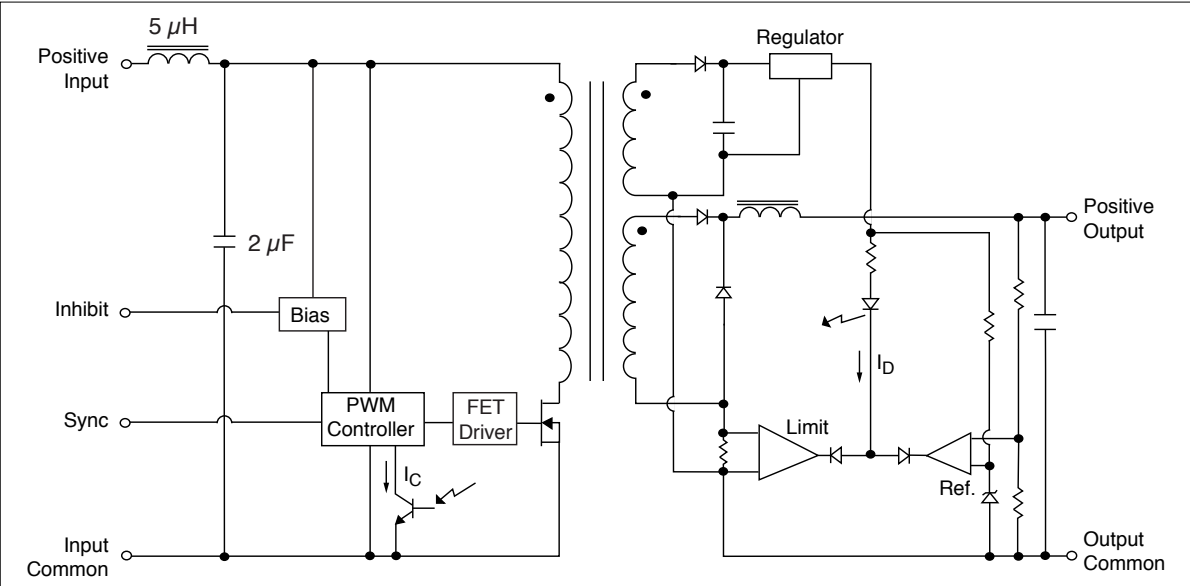 5 µH
Positive
Input
Regulator
Positive
Output
2 µF
Inhibit
Bias
I_D
Sync
PWM
Controller
FET
Driver
Limit
I_C
Ref.
Input
Common
Output
Common